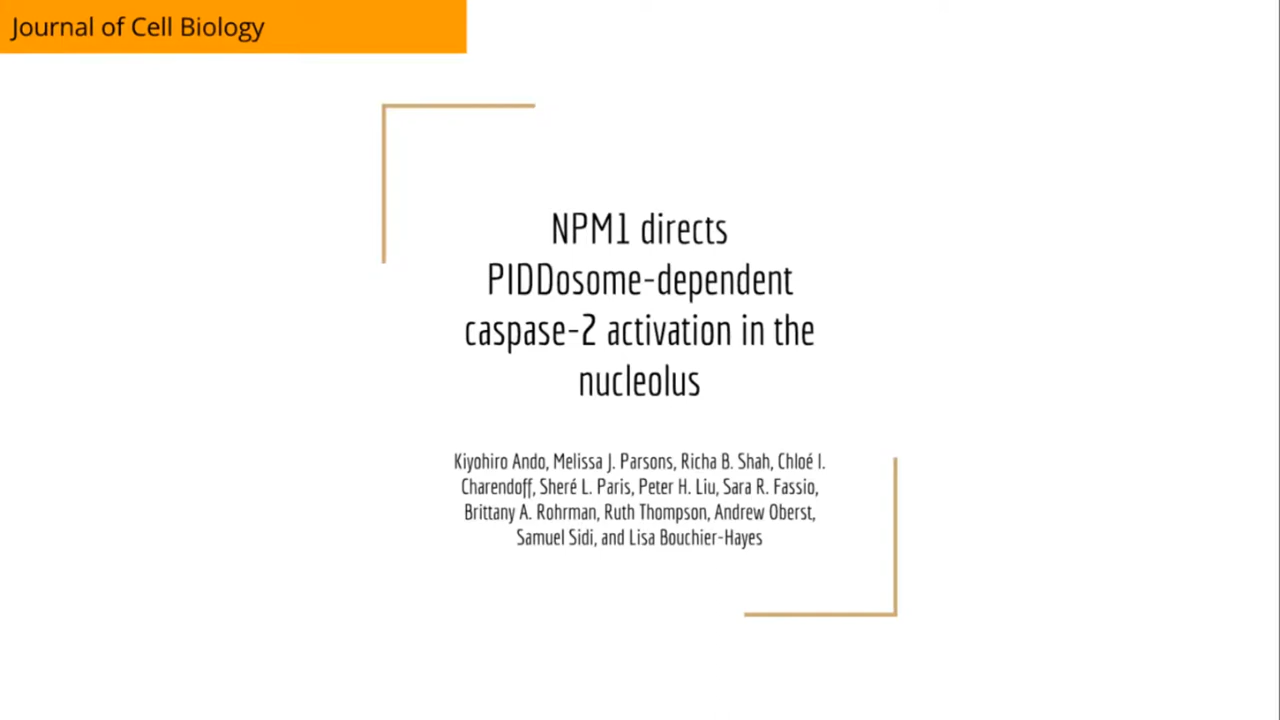 Journal of Cell Biology
NPM1 directs
PIDDosome-dependent
caspase-2 activation in the
nucleolus
Kiyohiro Ando, Melissa J. Parsons, Richa B. Shah, Chloé I.
Charendoff, Sheré L. Paris, Peter H. Liu, Sara R. Fassio,
Brittany A. Rohrman, Ruth Thompson, Andrew Oberst,
Samuel Sidi, and Lisa Bouchier-Hayes